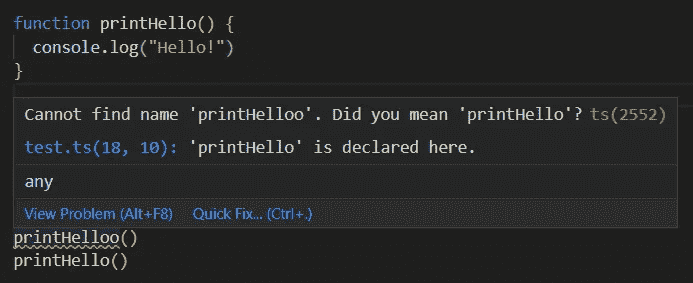 function printHello() {
console.log("Hello!")
}
Cannot find name 'printHelloo'. Did you mean 'printHello'? ts(2552)
test.ts(18, 10): 'printHello' is declared here.
any
View Problem (Alt+F8) Quick Fix... (Ctrl+.)
printHelloo()
printHello()